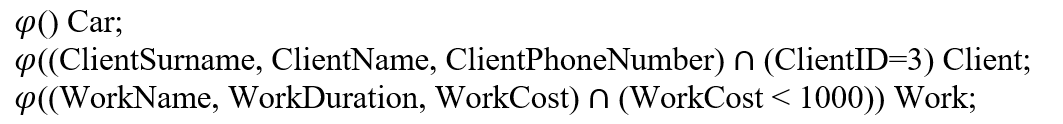 φ() Car;
φ((ClientSurname, ClientName, ClientPhoneNumber) ∩ (ClientID=3) Client;
φ((WorkName, WorkDuration, WorkCost) ∩ (WorkCost < 1000)) Work;